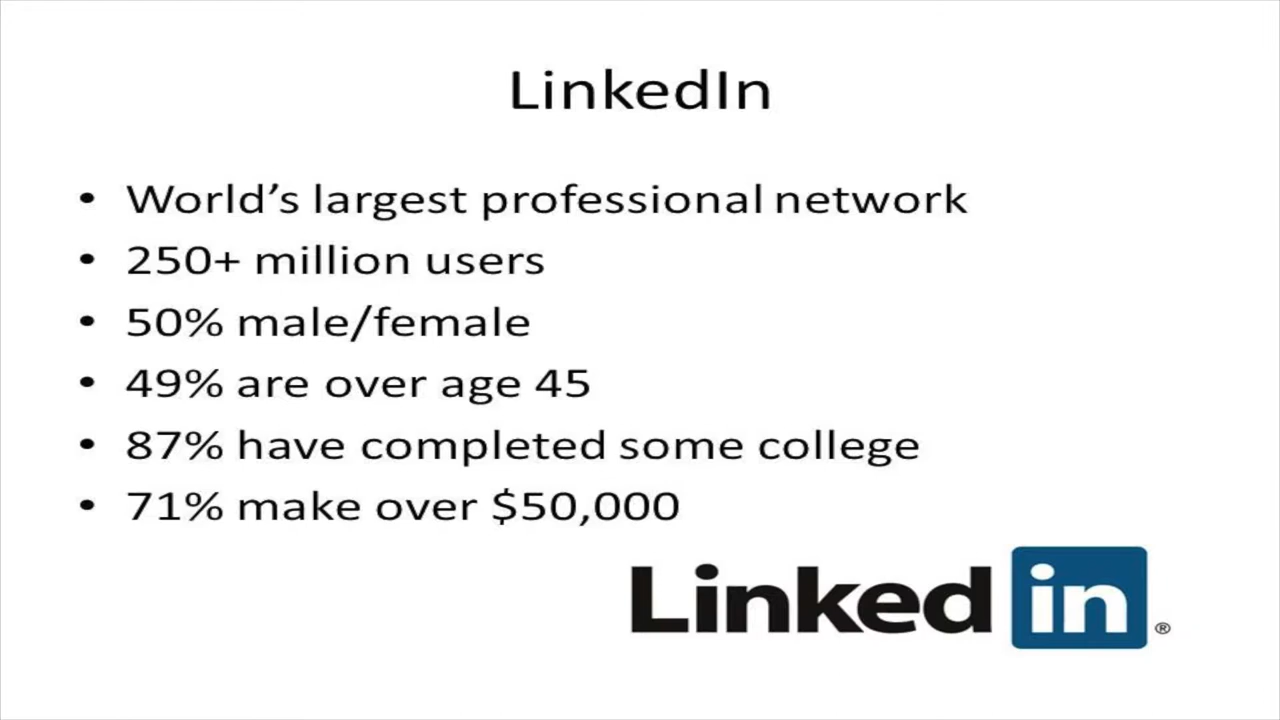 LinkedIn
• World's largest professional network
• 250+ million users
• 50% male/female
• 49% are over age 45
• 87% have completed some college
• 71% make over $50,000
Linked in ®